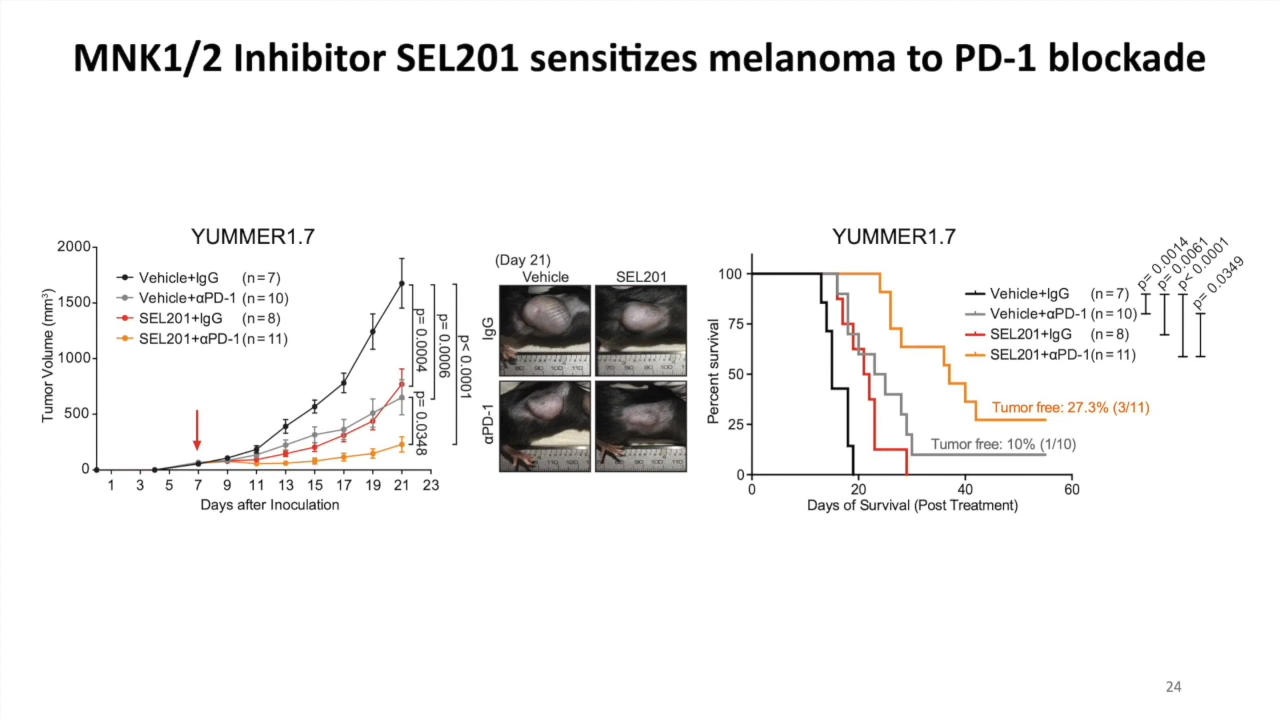 MNK1/2 Inhibitor SEL201 sensitizes melanoma to PD-1 blockade
YUMMER1.7
Tumor Volume (mm³)
2000
1500
1000
500
0
Vehicle+IgG (n=7)
Vehicle+αPD-1 (n=10)
SEL201+IgG (n=8)
SEL201+αPD-1(n=11)
p= 0.0004
p= 0.0006
p< 0.0001
p= 0.0348
1 3 5 7 9 11 13 15 17 19 21 23
Days after Inoculation
(Day 21)
Vehicle SEL201
IgG
αPD-1
YUMMER1.7
Percent survival
100
75
50
25
0
Vehicle+IgG (n=7)
Vehicle+αPD-1 (n=10)
SEL201+IgG (n=8)
SEL201+αPD-1(n=11)
p= 0.0014
p= 0.0061
p< 0.0001
p= 0.0349
Tumor free: 27.3% (3/11)
Tumor free: 10% (1/10)
0 20 40 60
Days of Survival (Post Treatment)
24